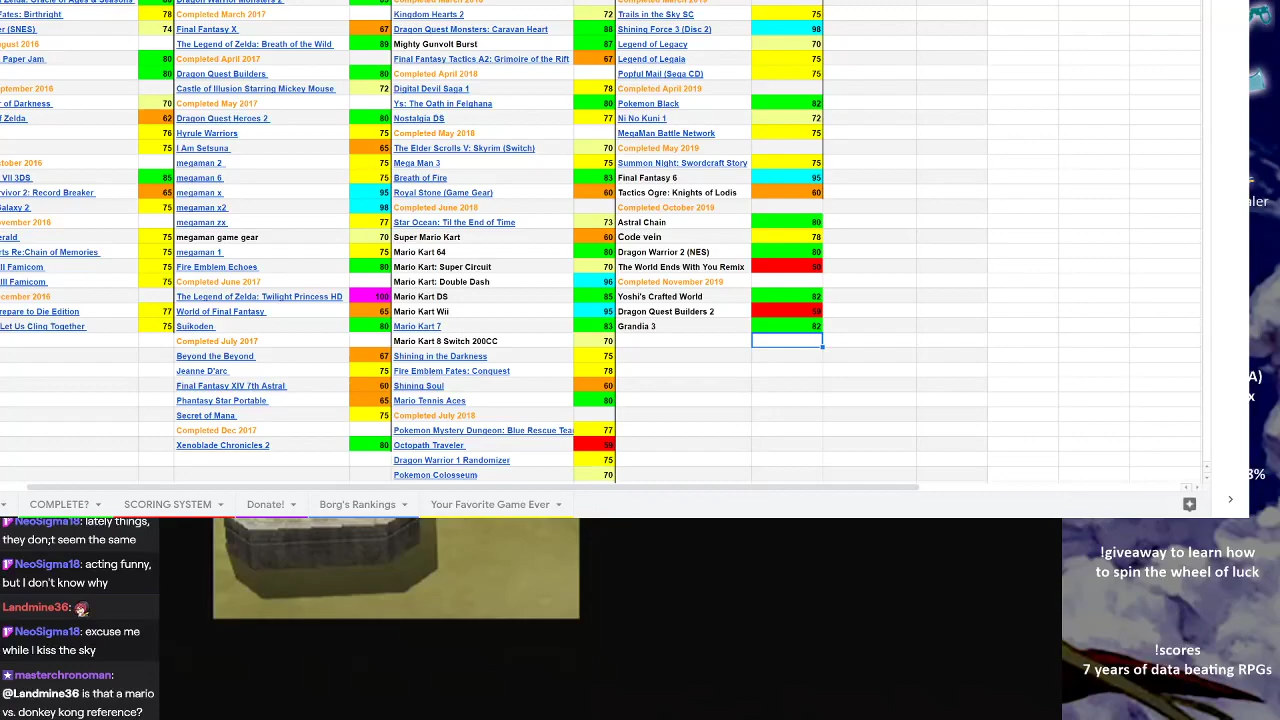 Fates: Birthright 78
er (SNES) 74
ugust 2016
Paper Jam 80
80
eptember 2016
r of Darkness 70
of Zelda 62
76
75
ctober 2016
VII 3DS 85
urvivor 2: Record Breaker 65
Galaxy 2 75
ovember 2016
erald 75
rts Re:Chain of Memories 75
II Famicom 75
III Famicom 75
ecember 2016
repare to Die Edition 77
Let Us Cling Together 75
Completed March 2017
Final Fantasy X 67
The Legend of Zelda: Breath of the Wild 89
Completed April 2017
Dragon Quest Builders 80
Castle of Illusion Starring Mickey Mouse 72
Completed May 2017
Dragon Quest Heroes 2 80
Hyrule Warriors 75
I Am Setsuna 65
megaman 2 75
megaman 6 75
megaman x 95
megaman x2 98
megaman zx 77
megaman game gear 70
megaman 1 75
Fire Emblem Echoes 80
Completed June 2017
The Legend of Zelda: Twilight Princess HD 100
World of Final Fantasy 65
Suikoden 80
Completed July 2017
Beyond the Beyond 67
Jeanne D'arc 75
Final Fantasy XIV 7th Astral 60
Phantasy Star Portable 65
Secret of Mana 75
Completed Dec 2017
Xenoblade Chronicles 2 80
Kingdom Hearts 2 72
Dragon Quest Monsters: Caravan Heart 88
Mighty Gunvolt Burst 87
Final Fantasy Tactics A2: Grimoire of the Rift 67
Completed April 2018
Digital Devil Saga 1 78
Ys: The Oath in Felghana 80
Nostalgia DS 77
Completed May 2018
The Elder Scrolls V: Skyrim (Switch) 70
Mega Man 3 75
Breath of Fire 83
Royal Stone (Game Gear) 60
Completed June 2018
Star Ocean: Til the End of Time 73
Super Mario Kart 60
Mario Kart 64 80
Mario Kart: Super Circuit 70
Mario Kart: Double Dash 96
Mario Kart DS 85
Mario Kart Wii 95
Mario Kart 7 83
Mario Kart 8 Switch 200CC 70
Shining in the Darkness 75
Fire Emblem Fates: Conquest 78
Shining Soul 60
Mario Tennis Aces 80
Completed July 2018
Pokemon Mystery Dungeon: Blue Rescue Tea 77
Octopath Traveler 59
Dragon Warrior 1 Randomizer 75
Pokemon Colosseum 70
Trails in the Sky SC 75
Shining Force 3 (Disc 2) 98
Legend of Legacy 70
Legend of Legaia 75
Popful Mail (Sega CD) 75
Completed April 2019
Pokemon Black 82
Ni No Kuni 1 72
MegaMan Battle Network 75
Completed May 2019
Summon Night: Swordcraft Story 75
Final Fantasy 6 95
Tactics Ogre: Knights of Lodis 60
Completed October 2019
Astral Chain 80
Code vein 78
Dragon Warrior 2 (NES) 80
The World Ends With You Remix 50
Completed November 2019
Yoshi's Crafted World 82
Dragon Quest Builders 2 59
Grandia 3 82
COMPLETE?
SCORING SYSTEM
Donate!
Borg's Rankings
Your Favorite Game Ever
NeoSigma18: lately things,
they don;t seem the same
NeoSigma18: acting funny,
but I don't know why
Landmine36:
NeoSigma18: excuse me
while I kiss the sky
masterchronoman:
@Landmine36 is that a mario
vs. donkey kong reference?
aler
A)
x
3%
!giveaway to learn how
to spin the wheel of luck
!scores
7 years of data beating RPGs